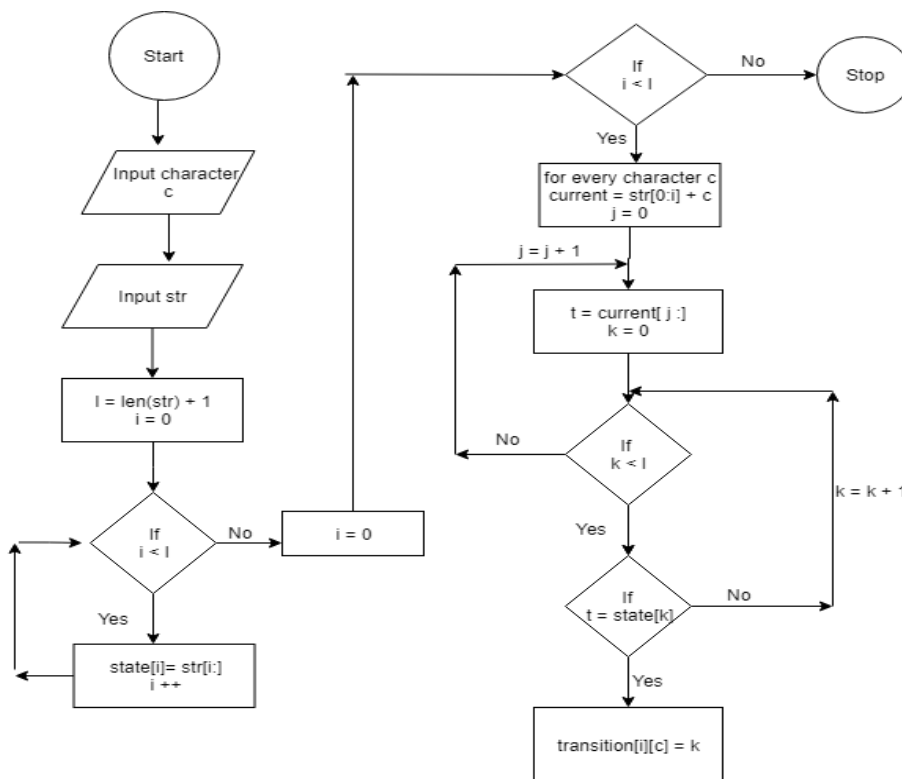 Start
Input character
c
Input str
l = len(str) + 1
i = 0
If
i < l
No
Yes
state[i]= str[i:]
i ++
i = 0
If
i < l
No
Stop
Yes
for every character c
current = str[0:i] + c
j = 0
j = j + 1
t = current[ j :]
k = 0
If
k < l
No
Yes
k = k + 1
If
t = state[k]
No
Yes
transition[i][c] = k